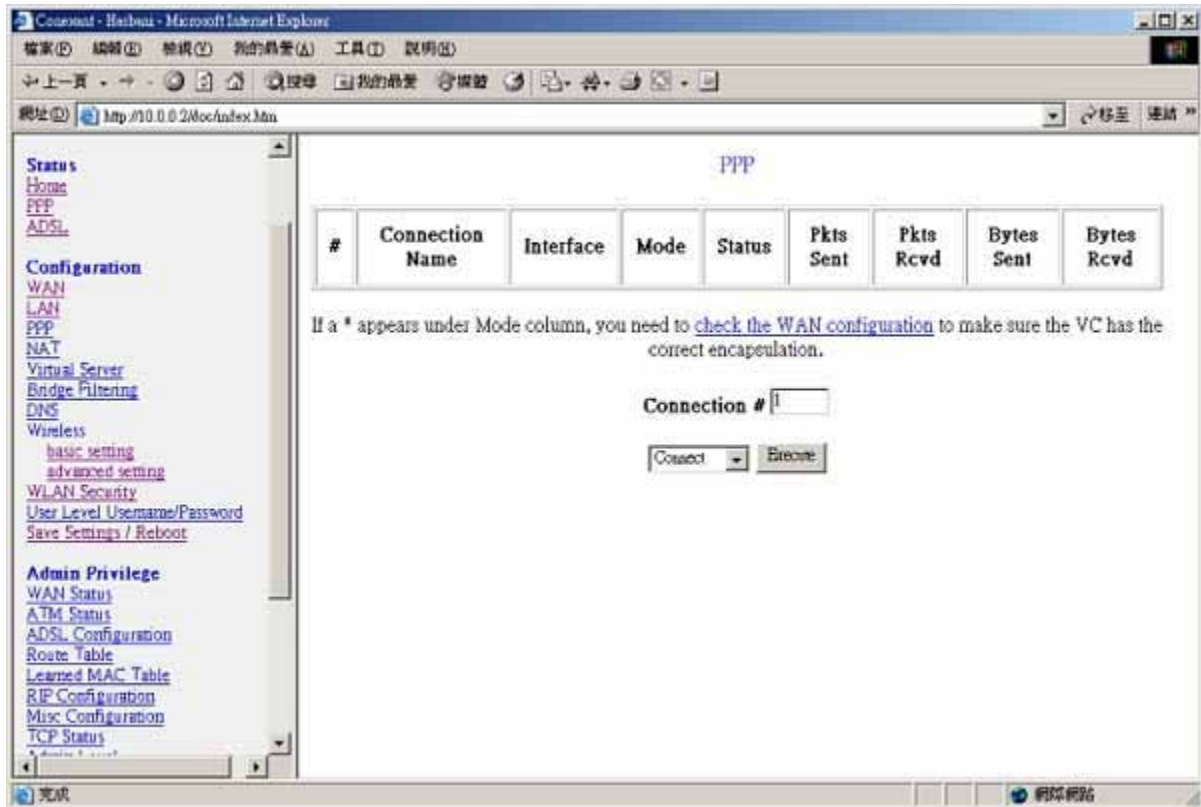 Conexant - Hasbani - Microsoft Internet Explorer
檔案(F) 編輯(E) 檢視(V) 我的最愛(A) 工具(T) 說明(H)
上一頁 搜尋 我的最愛 媒體
網址(D) http://10.0.0.2/doc/index.htm 移至 連結 »
Status
Home
PPP
ADSL
Configuration
WAN
LAN
PPP
NAT
Virtual Server
Bridge Filtering
DNS
Wireless
basic setting
advanced setting
WLAN Security
User Level Username/Password
Save Settings / Reboot
Admin Privilege
WAN Status
ATM Status
ADSL Configuration
Route Table
Learned MAC Table
RIP Configuration
Misc Configuration
TCP Status
PPP
# Connection Name Interface Mode Status Pkts Sent Pkts Rcvd Bytes Sent Bytes Rcvd
If a * appears under Mode column, you need to check the WAN configuration to make sure the VC has the
correct encapsulation.
Connection # 1
Connect Execute
完成 網際網路